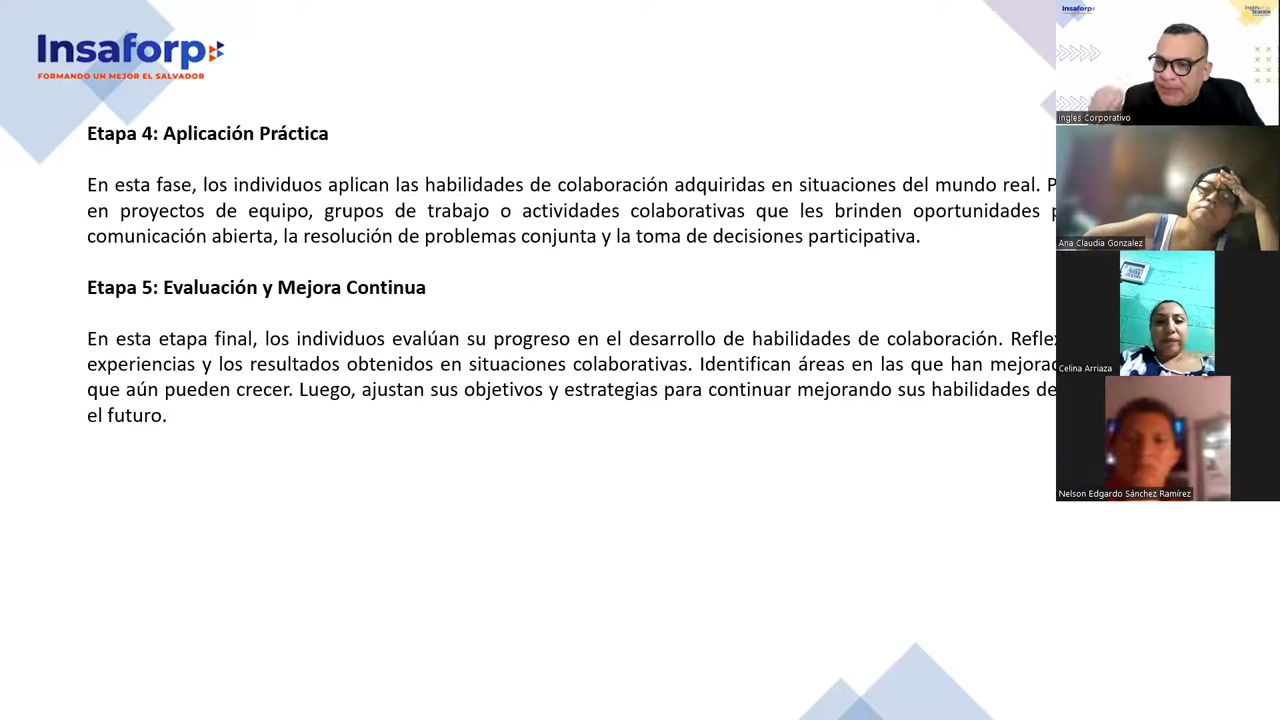 Insaforp
FORMANDO UN MEJOR EL SALVADOR
Etapa 4: Aplicación Práctica
En esta fase, los individuos aplican las habilidades de colaboración adquiridas en situaciones del mundo real.
en proyectos de equipo, grupos de trabajo o actividades colaborativas que les brinden oportunidades
comunicación abierta, la resolución de problemas conjunta y la toma de decisiones participativa.
Etapa 5: Evaluación y Mejora Continua
En esta etapa final, los individuos evalúan su progreso en el desarrollo de habilidades de colaboración.
experiencias y los resultados obtenidos en situaciones colaborativas. Identifican áreas en las que han
que aún pueden crecer. Luego, ajustan sus objetivos y estrategias para continuar mejorando sus habilidades
el futuro.
Insaforp
Ingles Corporativo
Ana Claudia Gonzalez
Celina Arriaza
Nelson Edgardo Sánchez Ramírez